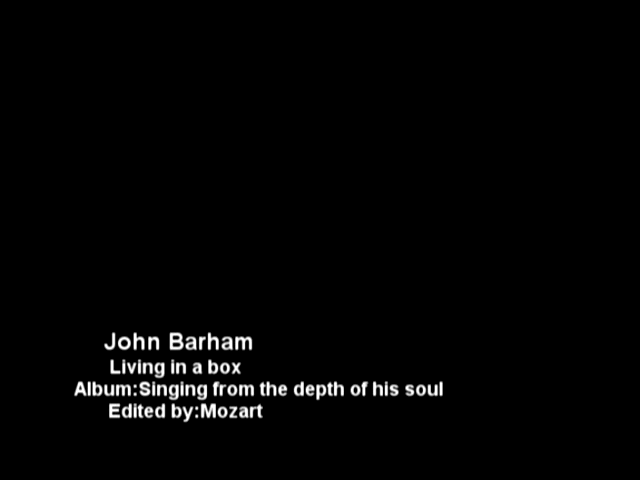 John Barham
Living in a box
Album:Singing from the depth of his soul
Edited by:Mozart